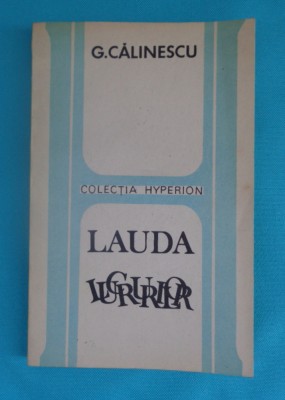 G.CĂLINESCU
COLECȚIA HYPERION
LAUDA
LUCRURILOR